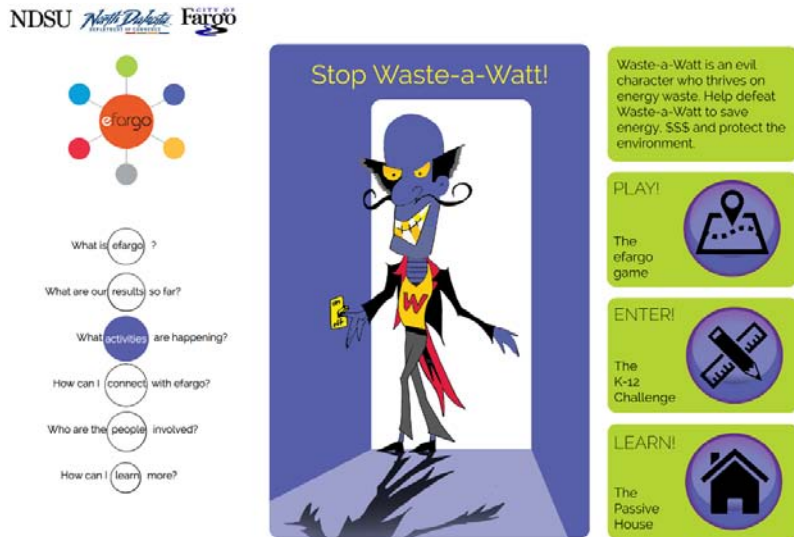 NDSU
North Dakota
DEPARTMENT OF COMMERCE
CITY OF
Fargo
efargo
What is efargo ?
What are our results so far?
What activities are happening?
How can I connect with efargo?
Who are the people involved?
How can I learn more?
Stop Waste-a-Watt!
W
on
off
Waste-a-Watt is an evil
character who thrives on
energy waste. Help defeat
Waste-a-Watt to save
energy, $$$ and protect the
environment.
PLAY!
The
efargo
game
ENTER!
The
K-12
Challenge
LEARN!
The
Passive
House